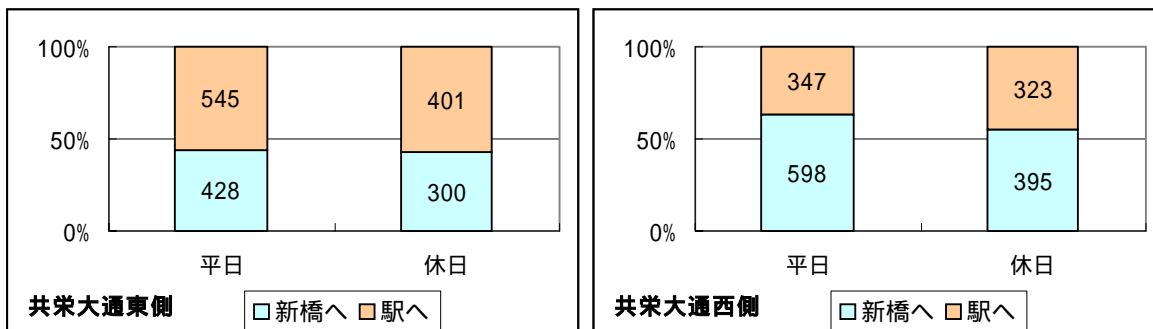 100%
50%
0%
545
401
428
300
平日
休日
共栄大通東側
新橋へ 駅へ
100%
50%
0%
347
323
598
395
平日
休日
共栄大通西側
新橋へ 駅へ